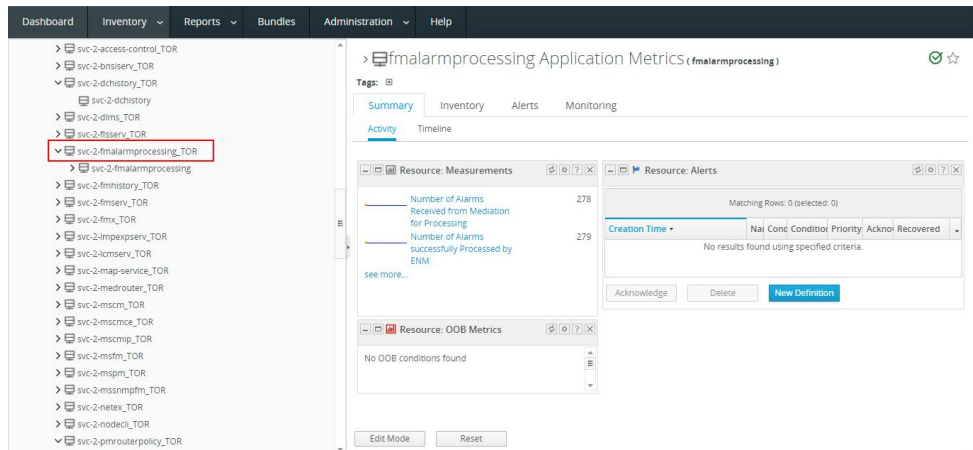 Dashboard Inventory Reports Bundles Administration Help
svc-2-access-control_TOR
svc-2-bnsiserv_TOR
svc-2-dchistory_TOR
svc-2-dchistory
svc-2-dlms_TOR
svc-2-flsserv_TOR
svc-2-fmalarmprocessing_TOR
svc-2-fmalarmprocessing
svc-2-fmhistory_TOR
svc-2-fmserv_TOR
svc-2-fmx_TOR
svc-2-impexpserv_TOR
svc-2-lcmserv_TOR
svc-2-map-service_TOR
svc-2-medrouter_TOR
svc-2-mscm_TOR
svc-2-mscmce_TOR
svc-2-mscmip_TOR
svc-2-msfm_TOR
svc-2-mspm_TOR
svc-2-mssnmpfm_TOR
svc-2-netex_TOR
svc-2-nodecli_TOR
svc-2-pmrouterpolicy_TOR
fmalarmprocessing Application Metrics ( fmalarmprocessing )
Tags:
Summary Inventory Alerts Monitoring
Activity Timeline
Resource: Measurements
Number of Alarms
Received from Mediation
for Processing
278
Number of Alarms
successfully Processed by
ENM
279
see more...
Resource: OOB Metrics
No OOB conditions found
Resource: Alerts
Matching Rows: 0 (selected: 0)
Creation Time Nai Cond Condition Priority Acknov Recovered
No results found using specified criteria.
Acknowledge Delete New Definition
Edit Mode Reset